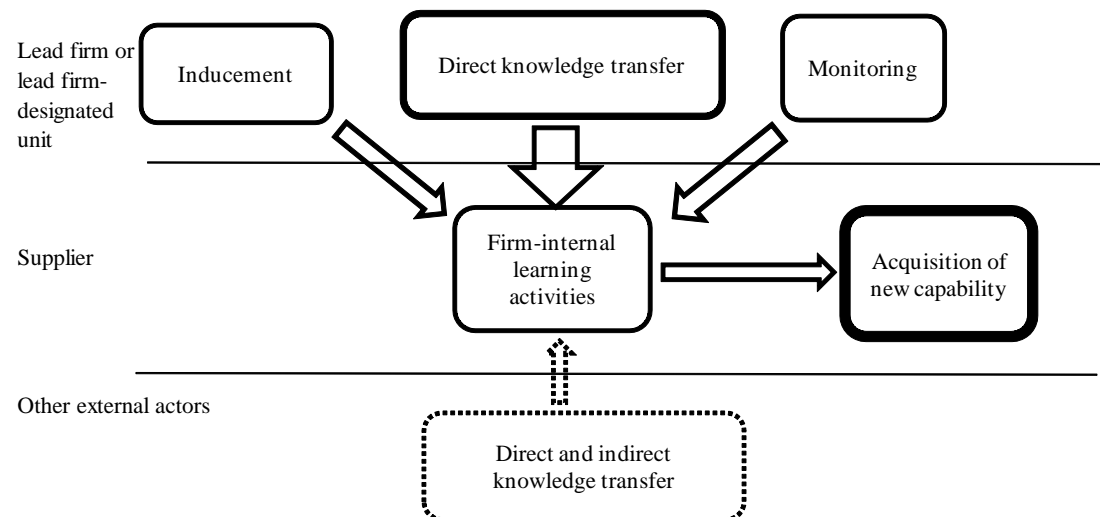 Lead firm or
lead firm-
designated
unit
Inducement
Direct knowledge transfer
Monitoring
Supplier
Firm-internal
learning
activities
Acquisition of
new capability
Other external actors
Direct and indirect
knowledge transfer